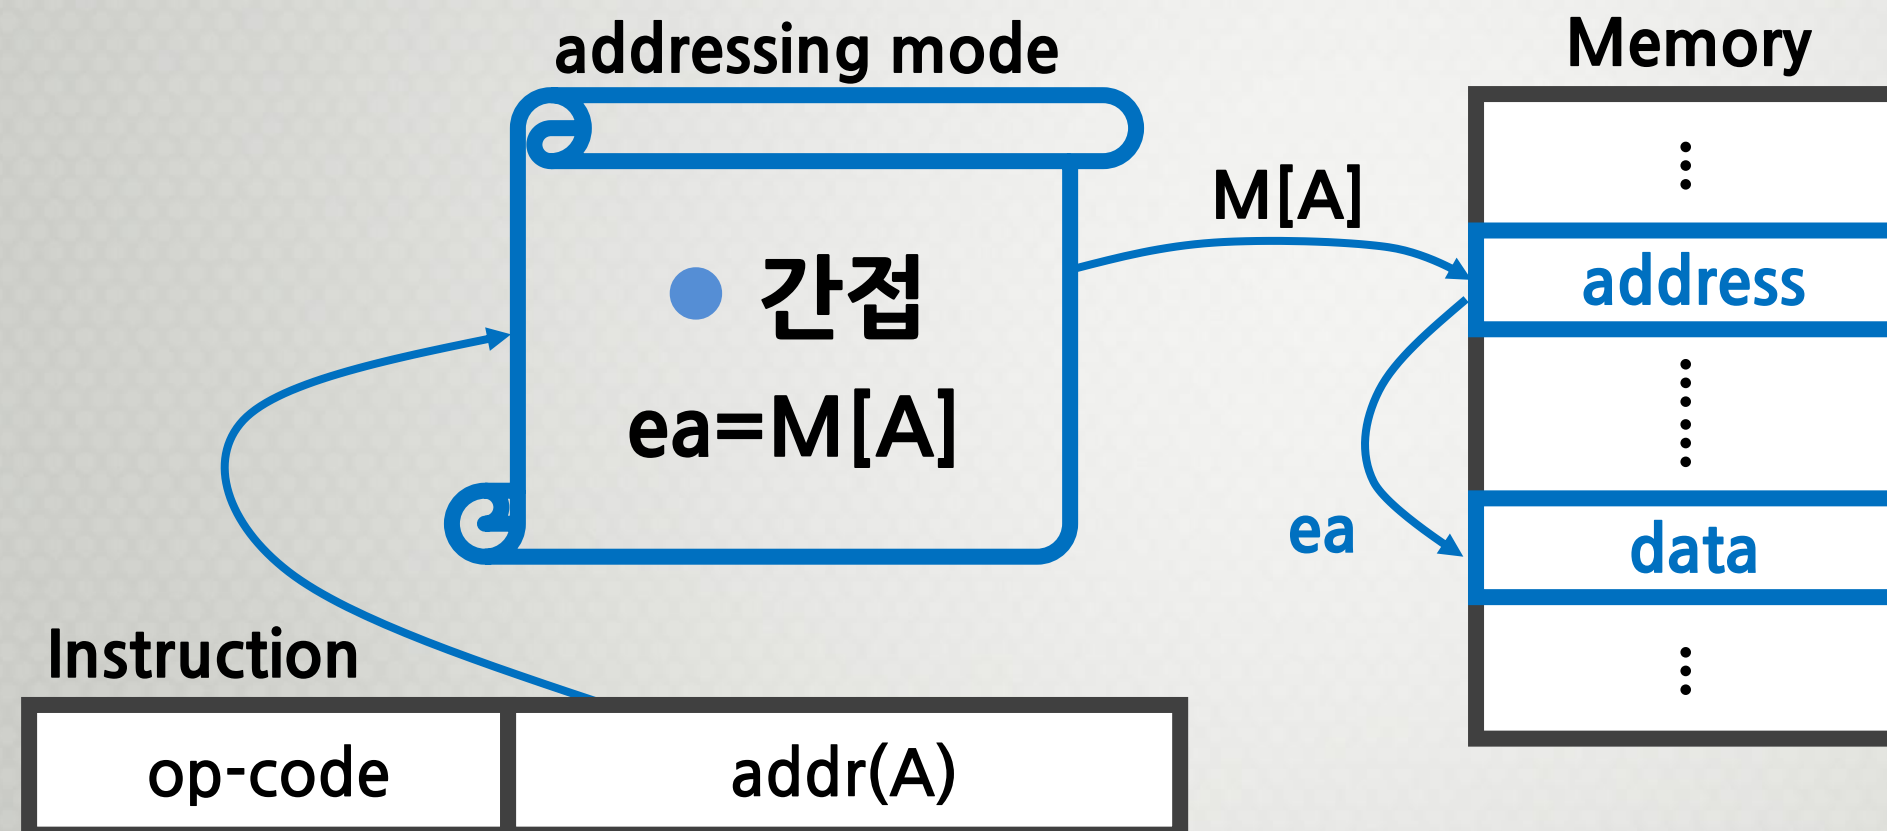 addressing mode
Memory
M[A]
간접
address
ea=M[A]
ea
data
Instruction
op-code
addr(A)